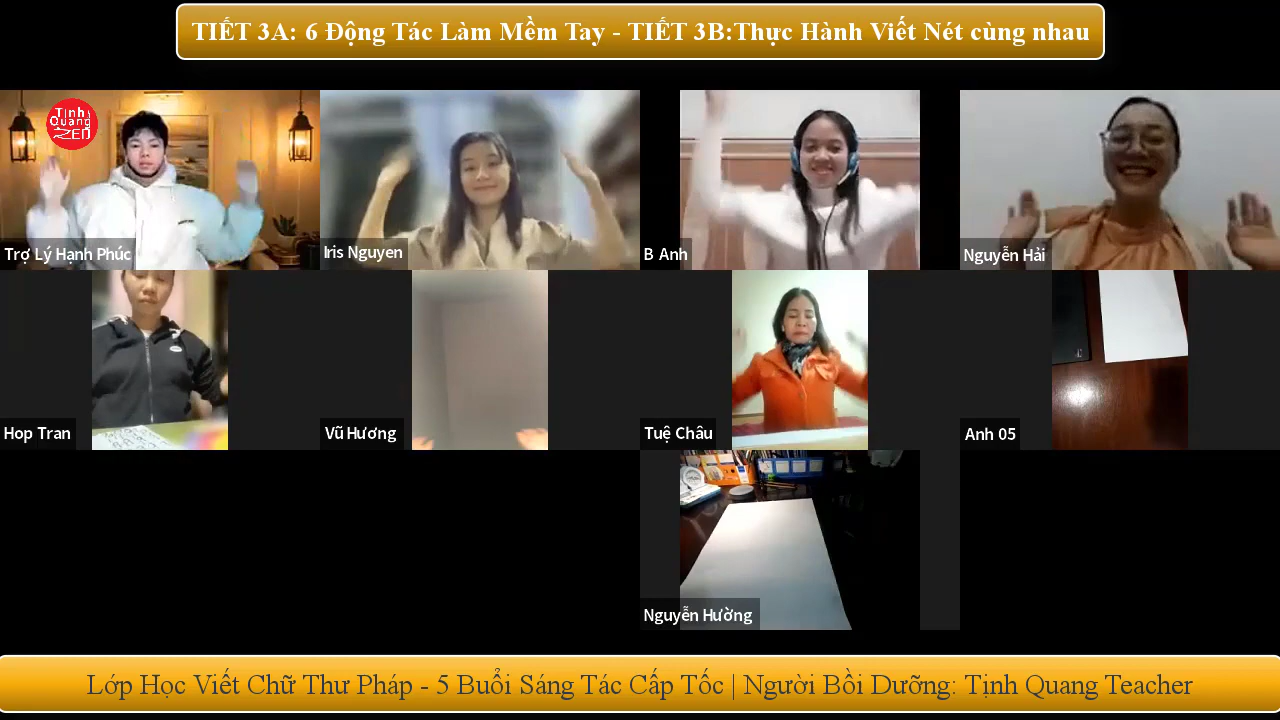 TIẾT 3A: 6 Động Tác Làm Mềm Tay - TIẾT 3B:Thực Hành Viết Nét cùng nhau
Tịnh
Quang
ZEN
Trợ Lý Hạnh Phúc
Iris Nguyen
B Anh
Nguyễn Hải
Hop Tran
Vũ Hương
Tuệ Châu
Anh 05
Nguyễn Hường
Lớp Học Viết Chữ Thư Pháp - 5 Buổi Sáng Tác Cấp Tốc | Người Bồi Dưỡng: Tịnh Quang Teacher